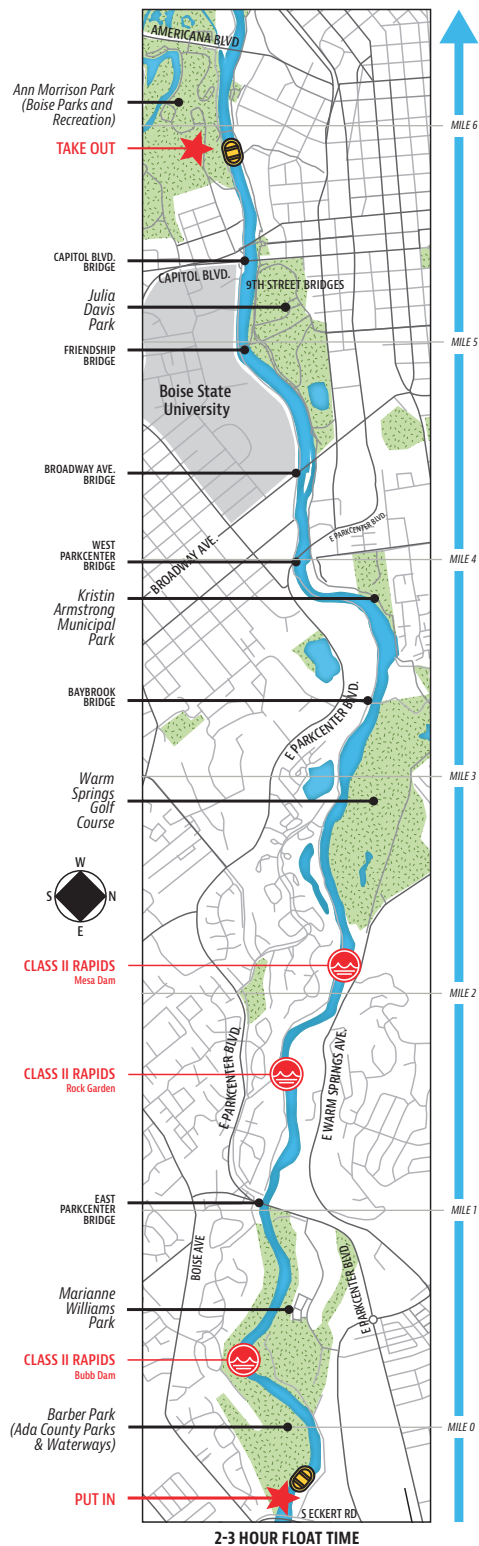 AMERICANA BLVD
Ann Morrison Park
(Boise Parks and
Recreation)
MILE 6
TAKE OUT
CAPITOL BLVD.
BRIDGE
CAPITOL BLVD.
9TH STREET BRIDGES
Julia
Davis
Park
MILE 5
FRIENDSHIP
BRIDGE
Boise State
University
BROADWAY AVE.
BRIDGE
E PARKCENTER BLVD.
BROADWAY AVE.
WEST
PARKCENTER
BRIDGE
MILE 4
Kristin
Armstrong
Municipal
Park
BAYBROOK
BRIDGE
E PARKCENTER BLVD.
MILE 3
Warm
Springs
Golf
Course
W
S
N
E
CLASS II RAPIDS
Mesa Dam
MILE 2
E PARKCENTER BLVD.
E WARM SPRINGS AVE.
CLASS II RAPIDS
Rock Garden
EAST
PARKCENTER
BRIDGE
MILE 1
BOISE AVE
E PARKCENTER BLVD.
Marianne
Williams
Park
CLASS II RAPIDS
Bubb Dam
Barber Park
(Ada County Parks
& Waterways)
MILE 0
PUT IN
S ECKERT RD
2-3 HOUR FLOAT TIME